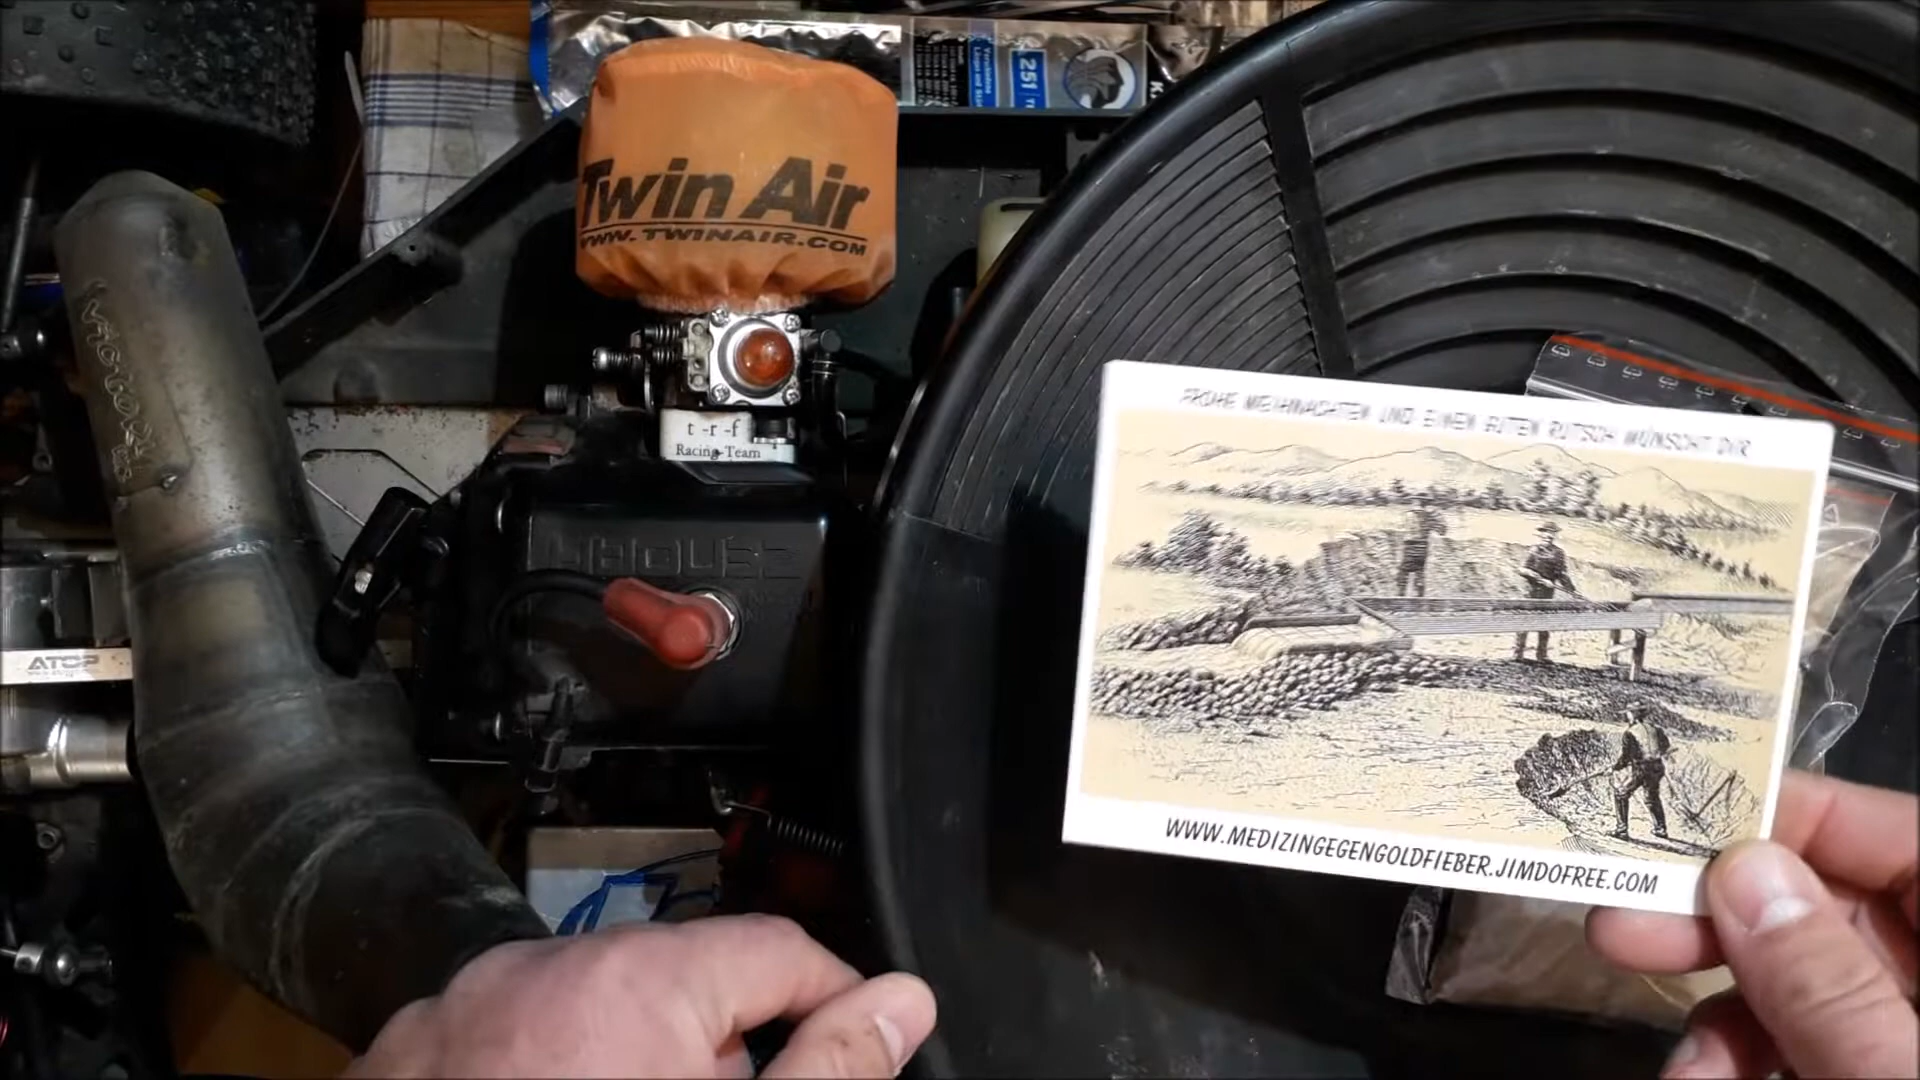 251
Twin Air
WWW.TWINAIR.COM
t-r-f
Racing-Team
ATOP
ZENOAH
FROHE WEIHNACHTEN UND EINEN GUTEN RUTSCH WÜNSCHT DIR
WWW.MEDIZINGEGENGOLDFIEBER.JIMDOFREE.COM